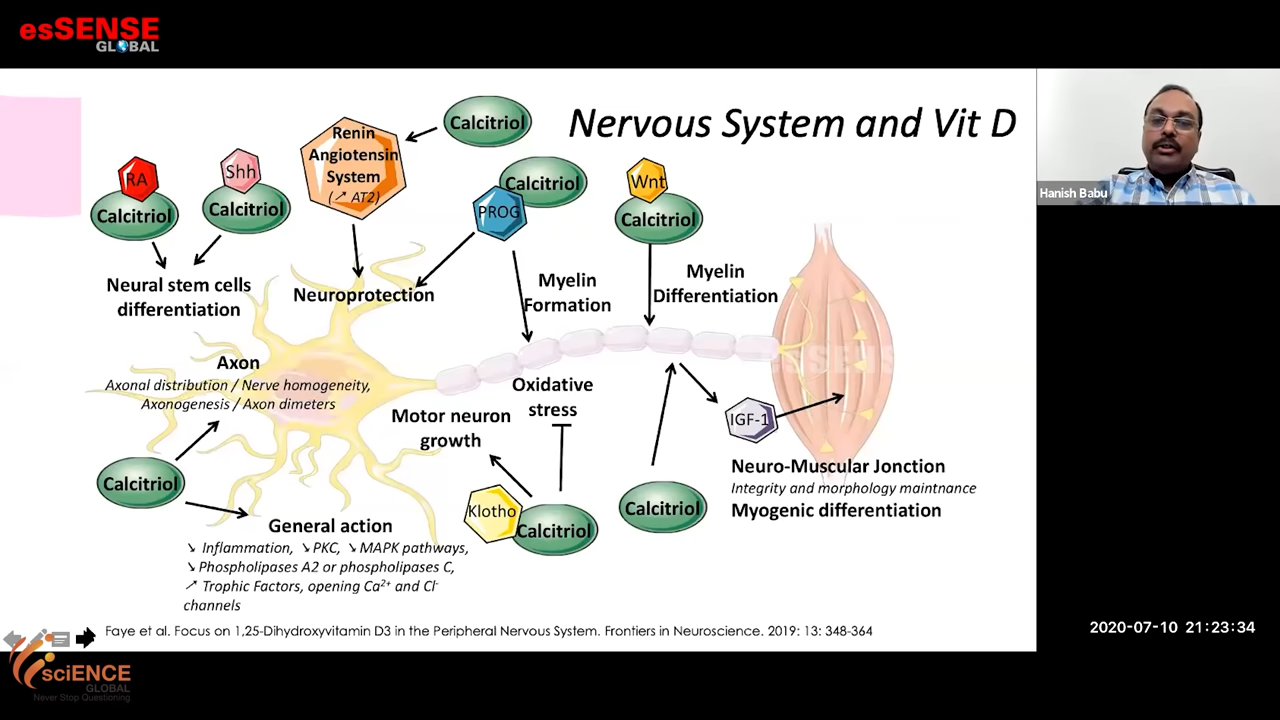 esSENSE
GLOBAL
Nervous System and Vit D
Hanish Babu
Calcitriol
Renin
Angiotensin
System
(↗ AT2)
RA
Calcitriol
Shh
Calcitriol
Calcitriol
PROG
Wnt
Calcitriol
Neural stem cells
differentiation
Neuroprotection
Myelin
Formation
Myelin
Differentiation
Axon
Axonal distribution / Nerve homogeneity,
Axonogenesis / Axon dimeters
Oxidative
stress
Motor neuron
growth
IGF-1
Calcitriol
Klotho
Calcitriol
Calcitriol
Neuro-Muscular Jonction
Integrity and morphology maintnance
Myogenic differentiation
General action
↘ Inflammation, ↘ PKC, ↘ MAPK pathways,
↘ Phospholipases A2 or phospholipases C,
↗ Trophic Factors, opening Ca²⁺ and Cl⁻
channels
Faye et al. Focus on 1,25-Dihydroxyvitamin D3 in the Peripheral Nervous System. Frontiers in Neuroscience. 2019: 13: 348-364
2020-07-10 21:23:34
sciENCE
GLOBAL
Never Stop Questioning